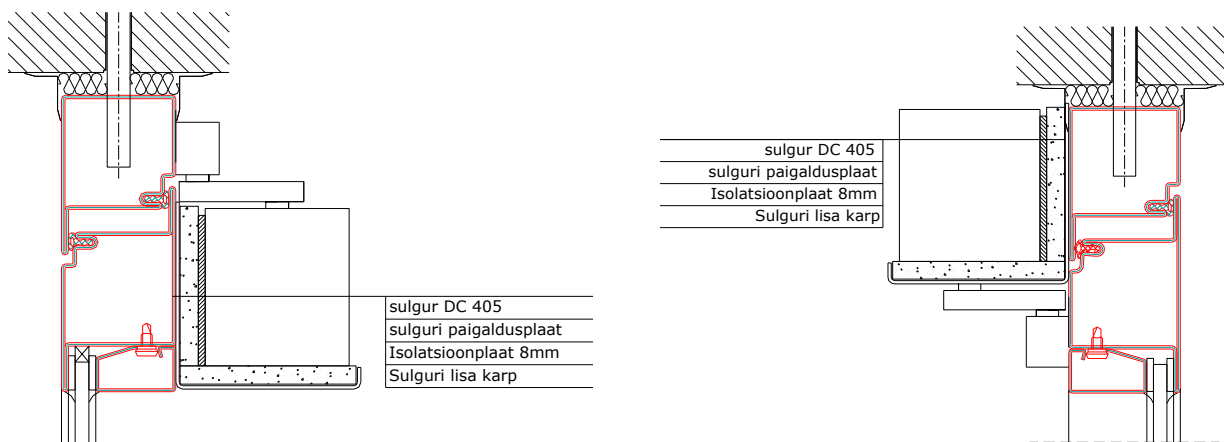 sulgur DC 405
sulguri paigaldusplaat
Isolatsioonplaat 8mm
Sulguri lisa karp
sulgur DC 405
sulguri paigaldusplaat
Isolatsioonplaat 8mm
Sulguri lisa karp